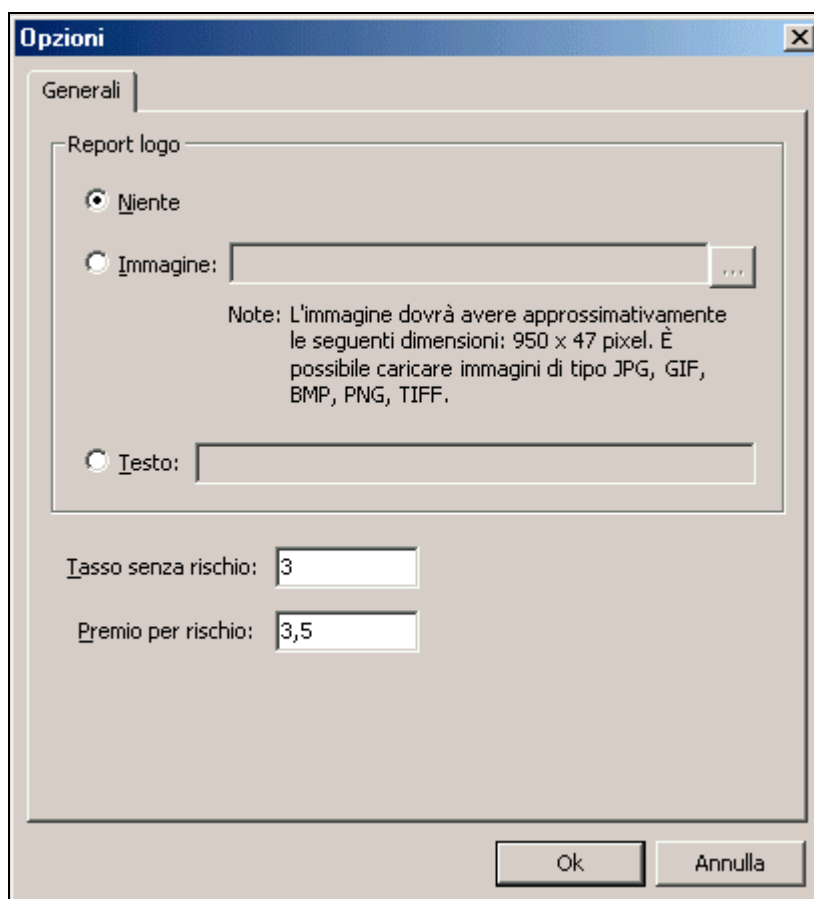 Opzioni
Generali
Report logo
Niente
Immagine:
...
Note: L'immagine dovrà avere approssimativamente
le seguenti dimensioni: 950 x 47 pixel. È
possibile caricare immagini di tipo JPG, GIF,
BMP, PNG, TIFF.
Testo:
Tasso senza rischio: 3
Premio per rischio: 3,5
Ok Annulla